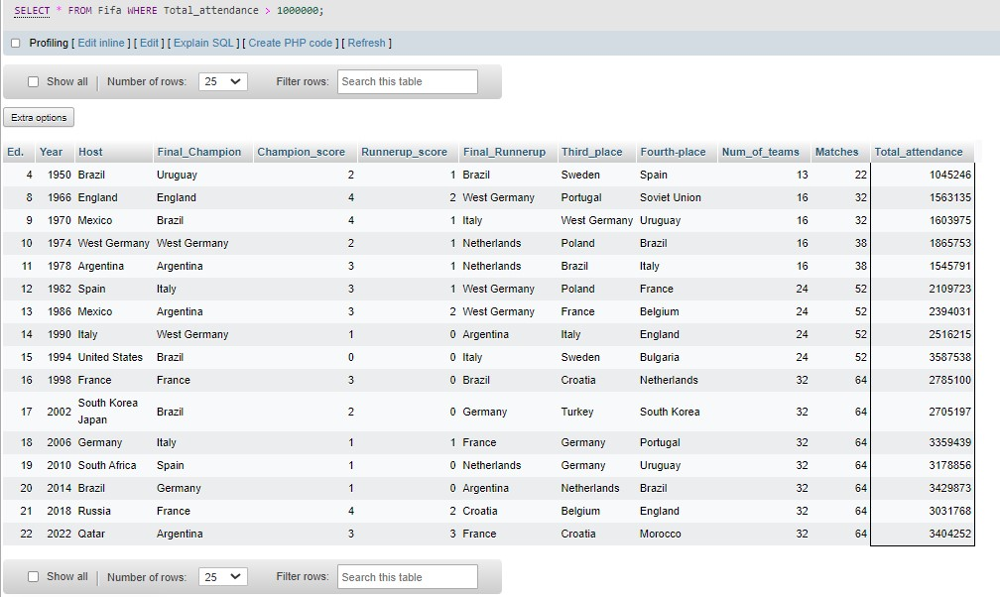 SELECT * FROM Fifa WHERE Total_attendance > 1000000;
Profiling [ Edit inline ] [ Edit ] [ Explain SQL ] [ Create PHP code ] [ Refresh ]
Show all | Number of rows: 25 Filter rows: Search this table
Extra options
Ed. Year Host Final_Champion Champion_score Runnerup_score Final_Runnerup Third_place Fourth-place Num_of_teams Matches Total_attendance
4 1950 Brazil Uruguay 2 1 Brazil Sweden Spain 13 22 1045246
8 1966 England England 4 2 West Germany Portugal Soviet Union 16 32 1563135
9 1970 Mexico Brazil 4 1 Italy West Germany Uruguay 16 32 1603975
10 1974 West Germany West Germany 2 1 Netherlands Poland Brazil 16 38 1865753
11 1978 Argentina Argentina 3 1 Netherlands Brazil Italy 16 38 1545791
12 1982 Spain Italy 3 1 West Germany Poland France 24 52 2109723
13 1986 Mexico Argentina 3 2 West Germany France Belgium 24 52 2394031
14 1990 Italy West Germany 1 0 Argentina Italy England 24 52 2516215
15 1994 United States Brazil 0 0 Italy Sweden Bulgaria 24 52 3587538
16 1998 France France 3 0 Brazil Croatia Netherlands 32 64 2785100
17 2002 South Korea Japan Brazil 2 0 Germany Turkey South Korea 32 64 2705197
18 2006 Germany Italy 1 1 France Germany Portugal 32 64 3359439
19 2010 South Africa Spain 1 0 Netherlands Germany Uruguay 32 64 3178856
20 2014 Brazil Germany 1 0 Argentina Netherlands Brazil 32 64 3429873
21 2018 Russia France 4 2 Croatia Belgium England 32 64 3031768
22 2022 Qatar Argentina 3 3 France Croatia Morocco 32 64 3404252
Show all | Number of rows: 25 Filter rows: Search this table